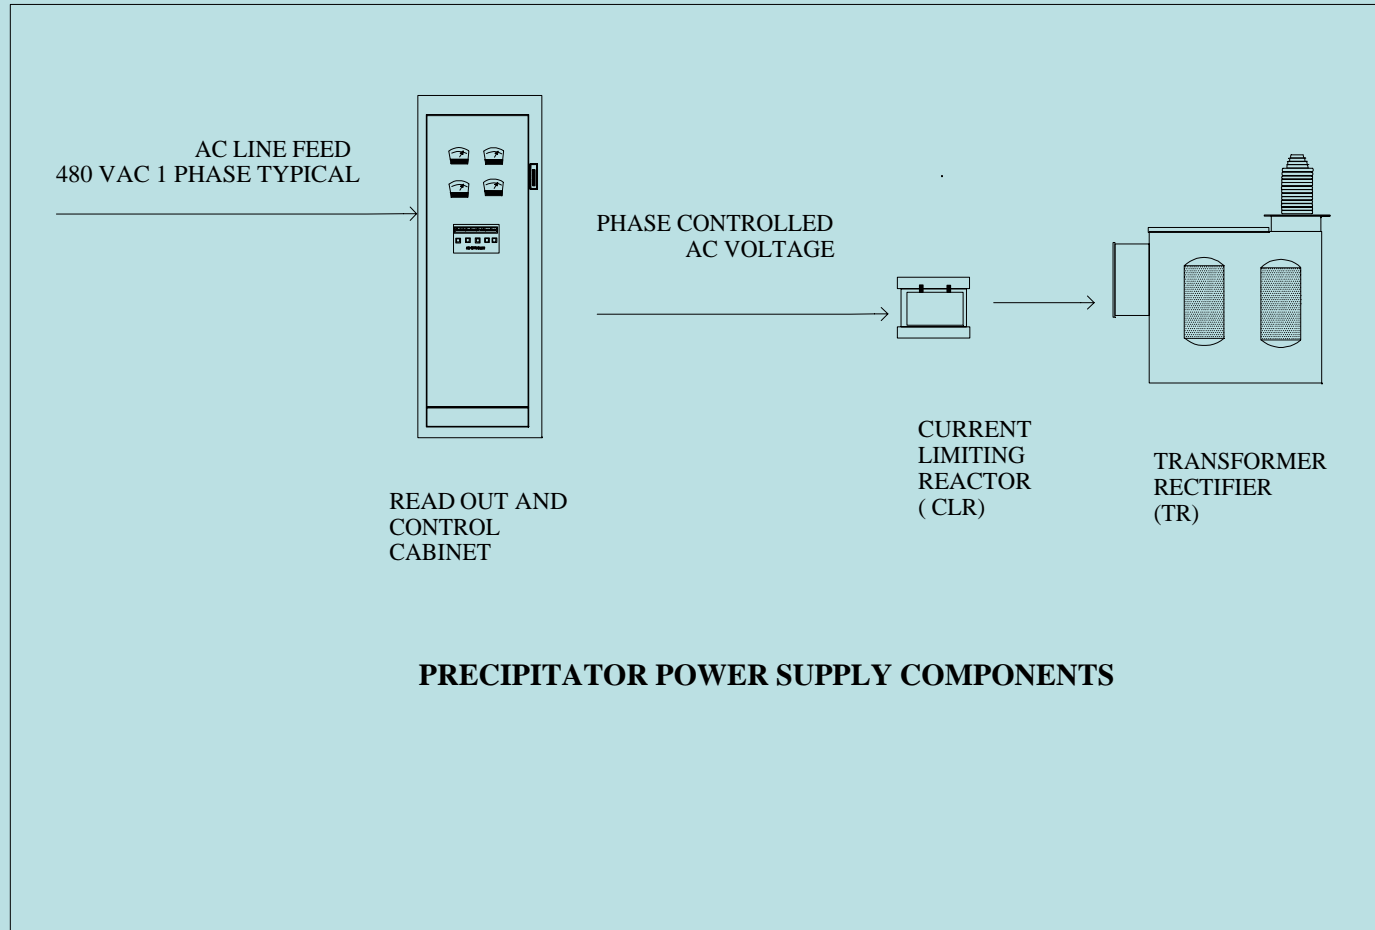 AC LINE FEED
480 VAC 1 PHASE TYPICAL
PHASE CONTROLLED
AC VOLTAGE
READ OUT AND
CONTROL
CABINET
CURRENT
LIMITING
REACTOR
( CLR)
TRANSFORMER
RECTIFIER
(TR)
PRECIPITATOR POWER SUPPLY COMPONENTS